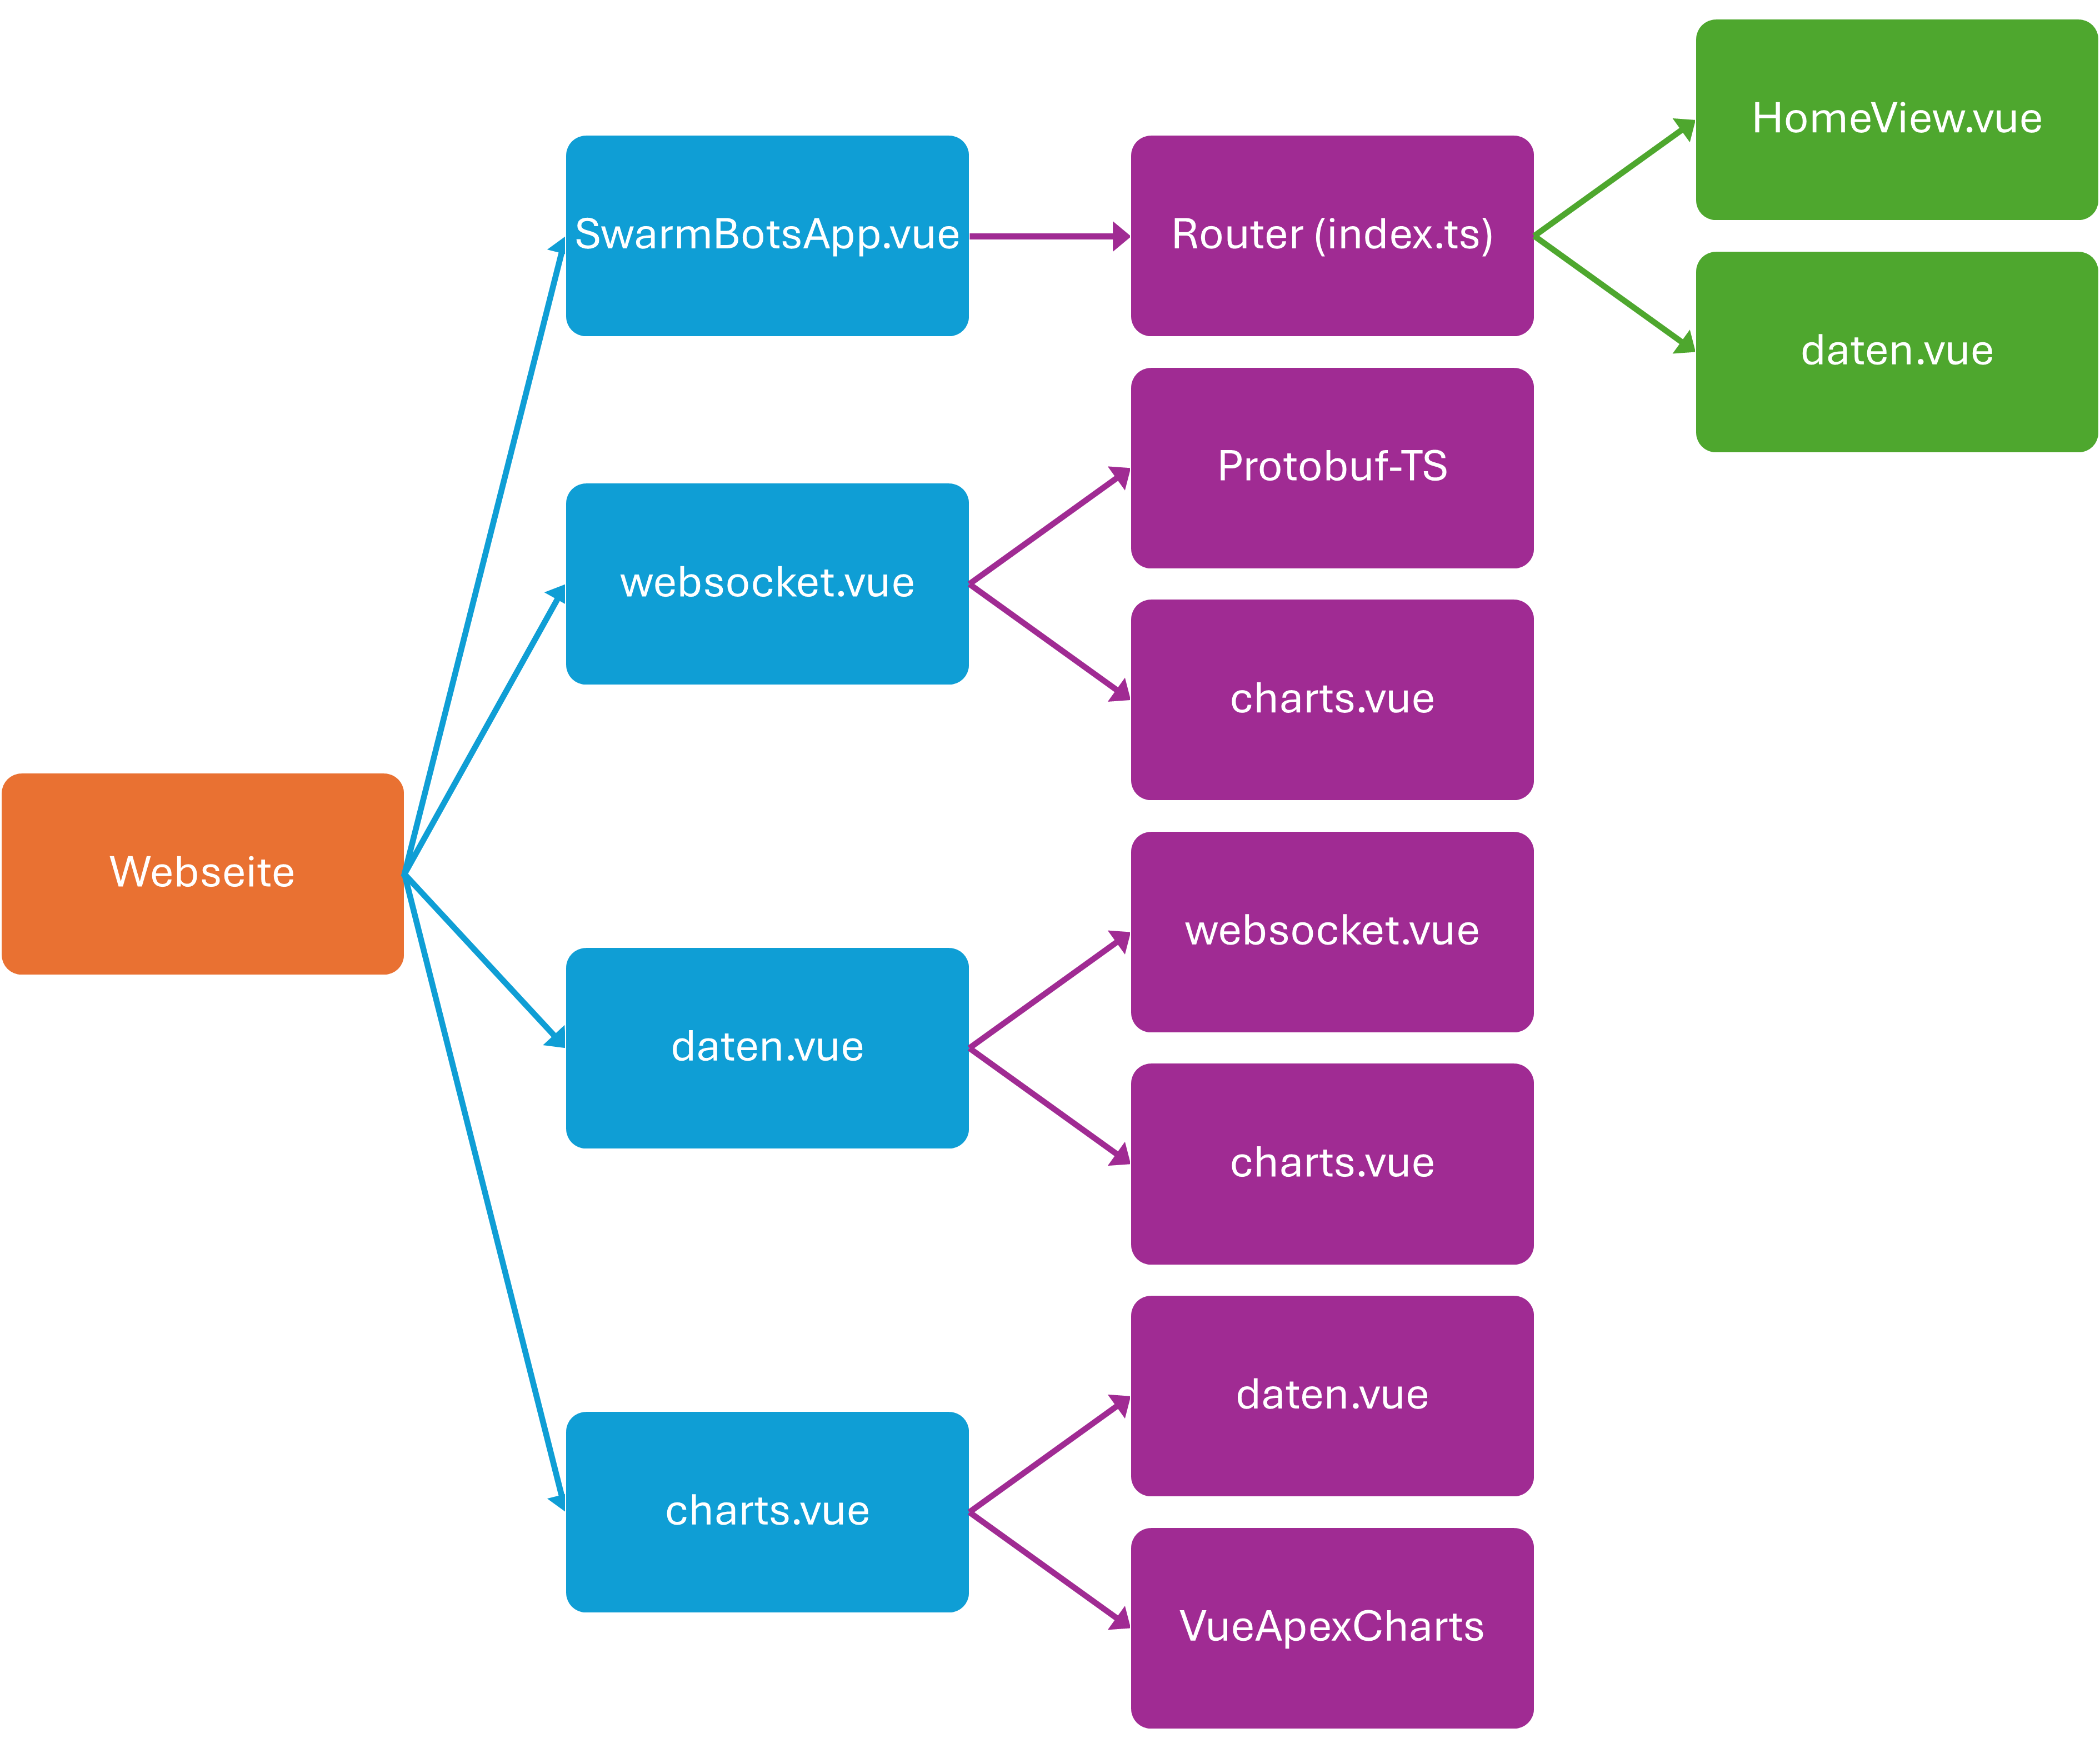 HomeView.vue
SwarmBotsApp.vue
Router (index.ts)
daten.vue
Protobuf-TS
websocket.vue
charts.vue
Webseite
websocket.vue
daten.vue
charts.vue
daten.vue
charts.vue
VueApexCharts